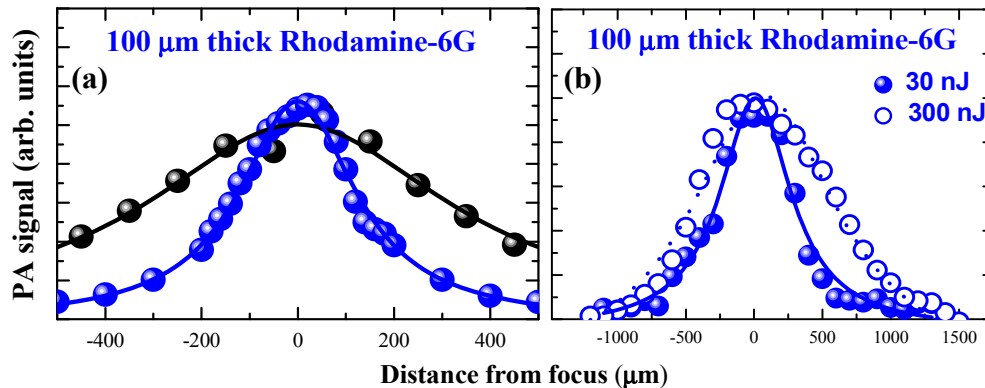 100 μm thick Rhodamine-6G
(a)
PA signal (arb. units)
-400 -200 0 200 400
100 μm thick Rhodamine-6G
(b)
30 nJ
300 nJ
-1000 -500 0 500 1000 1500
Distance from focus (μm)